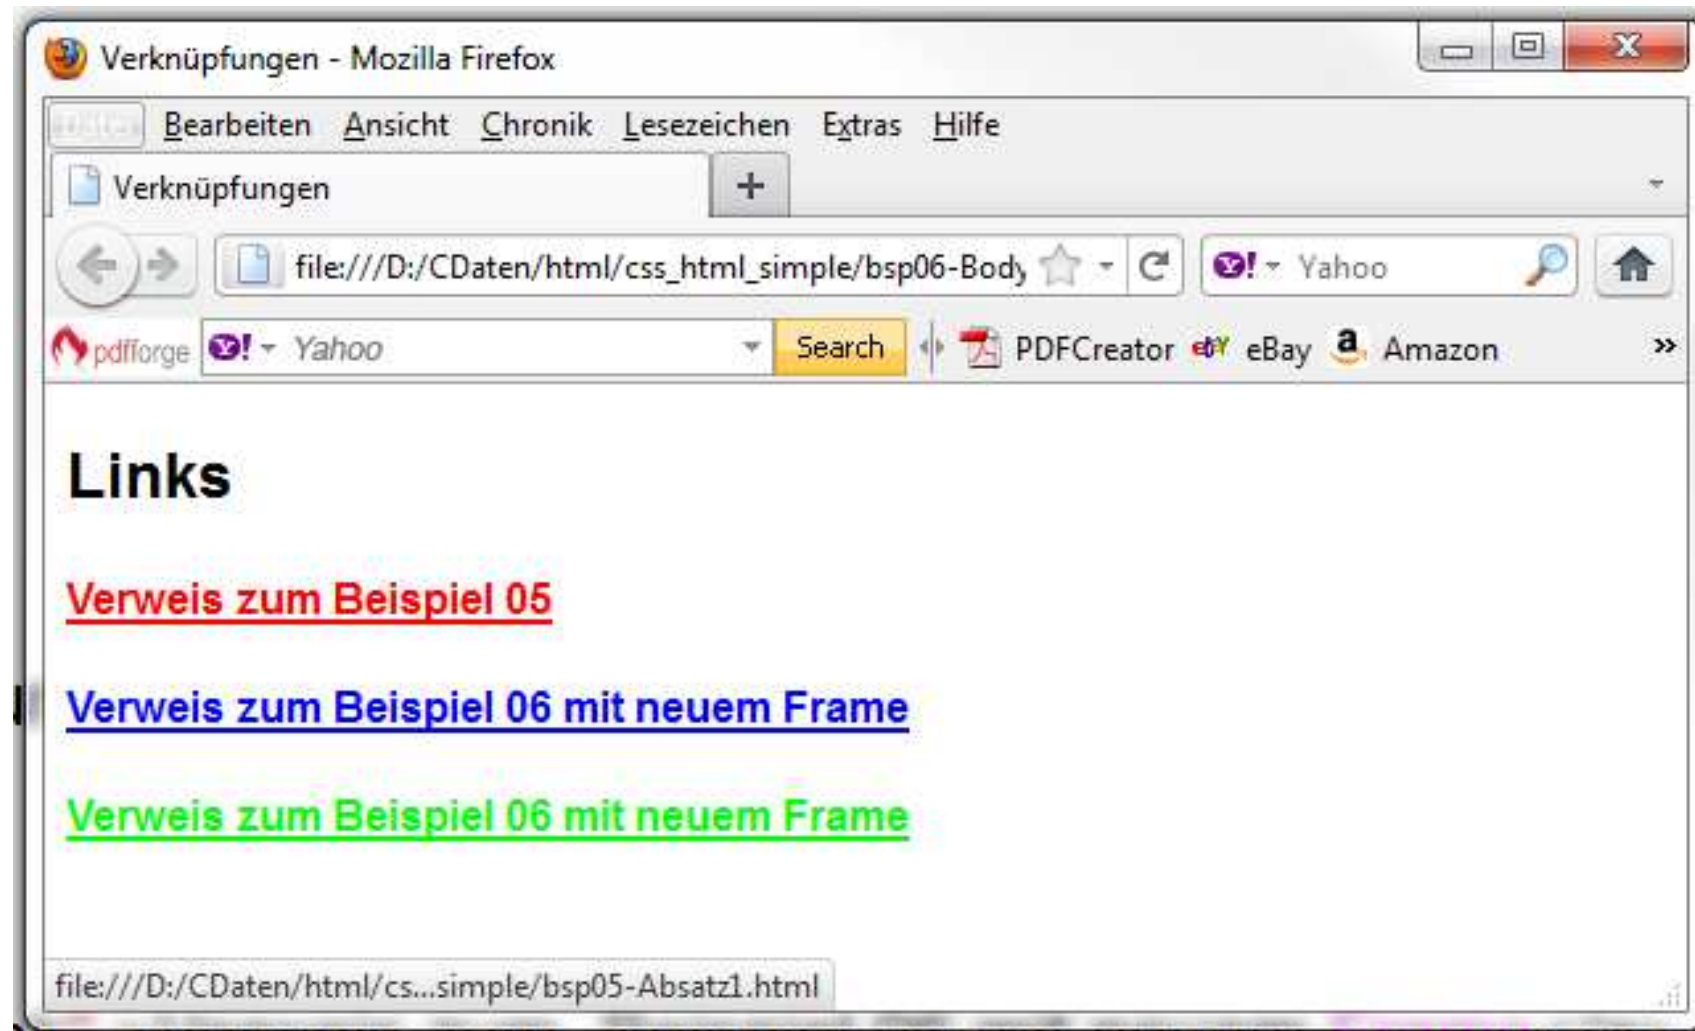 Verknüpfungen - Mozilla Firefox
Bearbeiten Ansicht Chronik Lesezeichen Extras Hilfe
Verknüpfungen
file:///D:/CDaten/html/css_html_simple/bsp06-Body Yahoo
pdfforge Yahoo Search PDFCreator ebY eBay a Amazon
Links
Verweis zum Beispiel 05
Verweis zum Beispiel 06 mit neuem Frame
Verweis zum Beispiel 06 mit neuem Frame
file:///D:/CDaten/html/cs...simple/bsp05-Absatz1.html